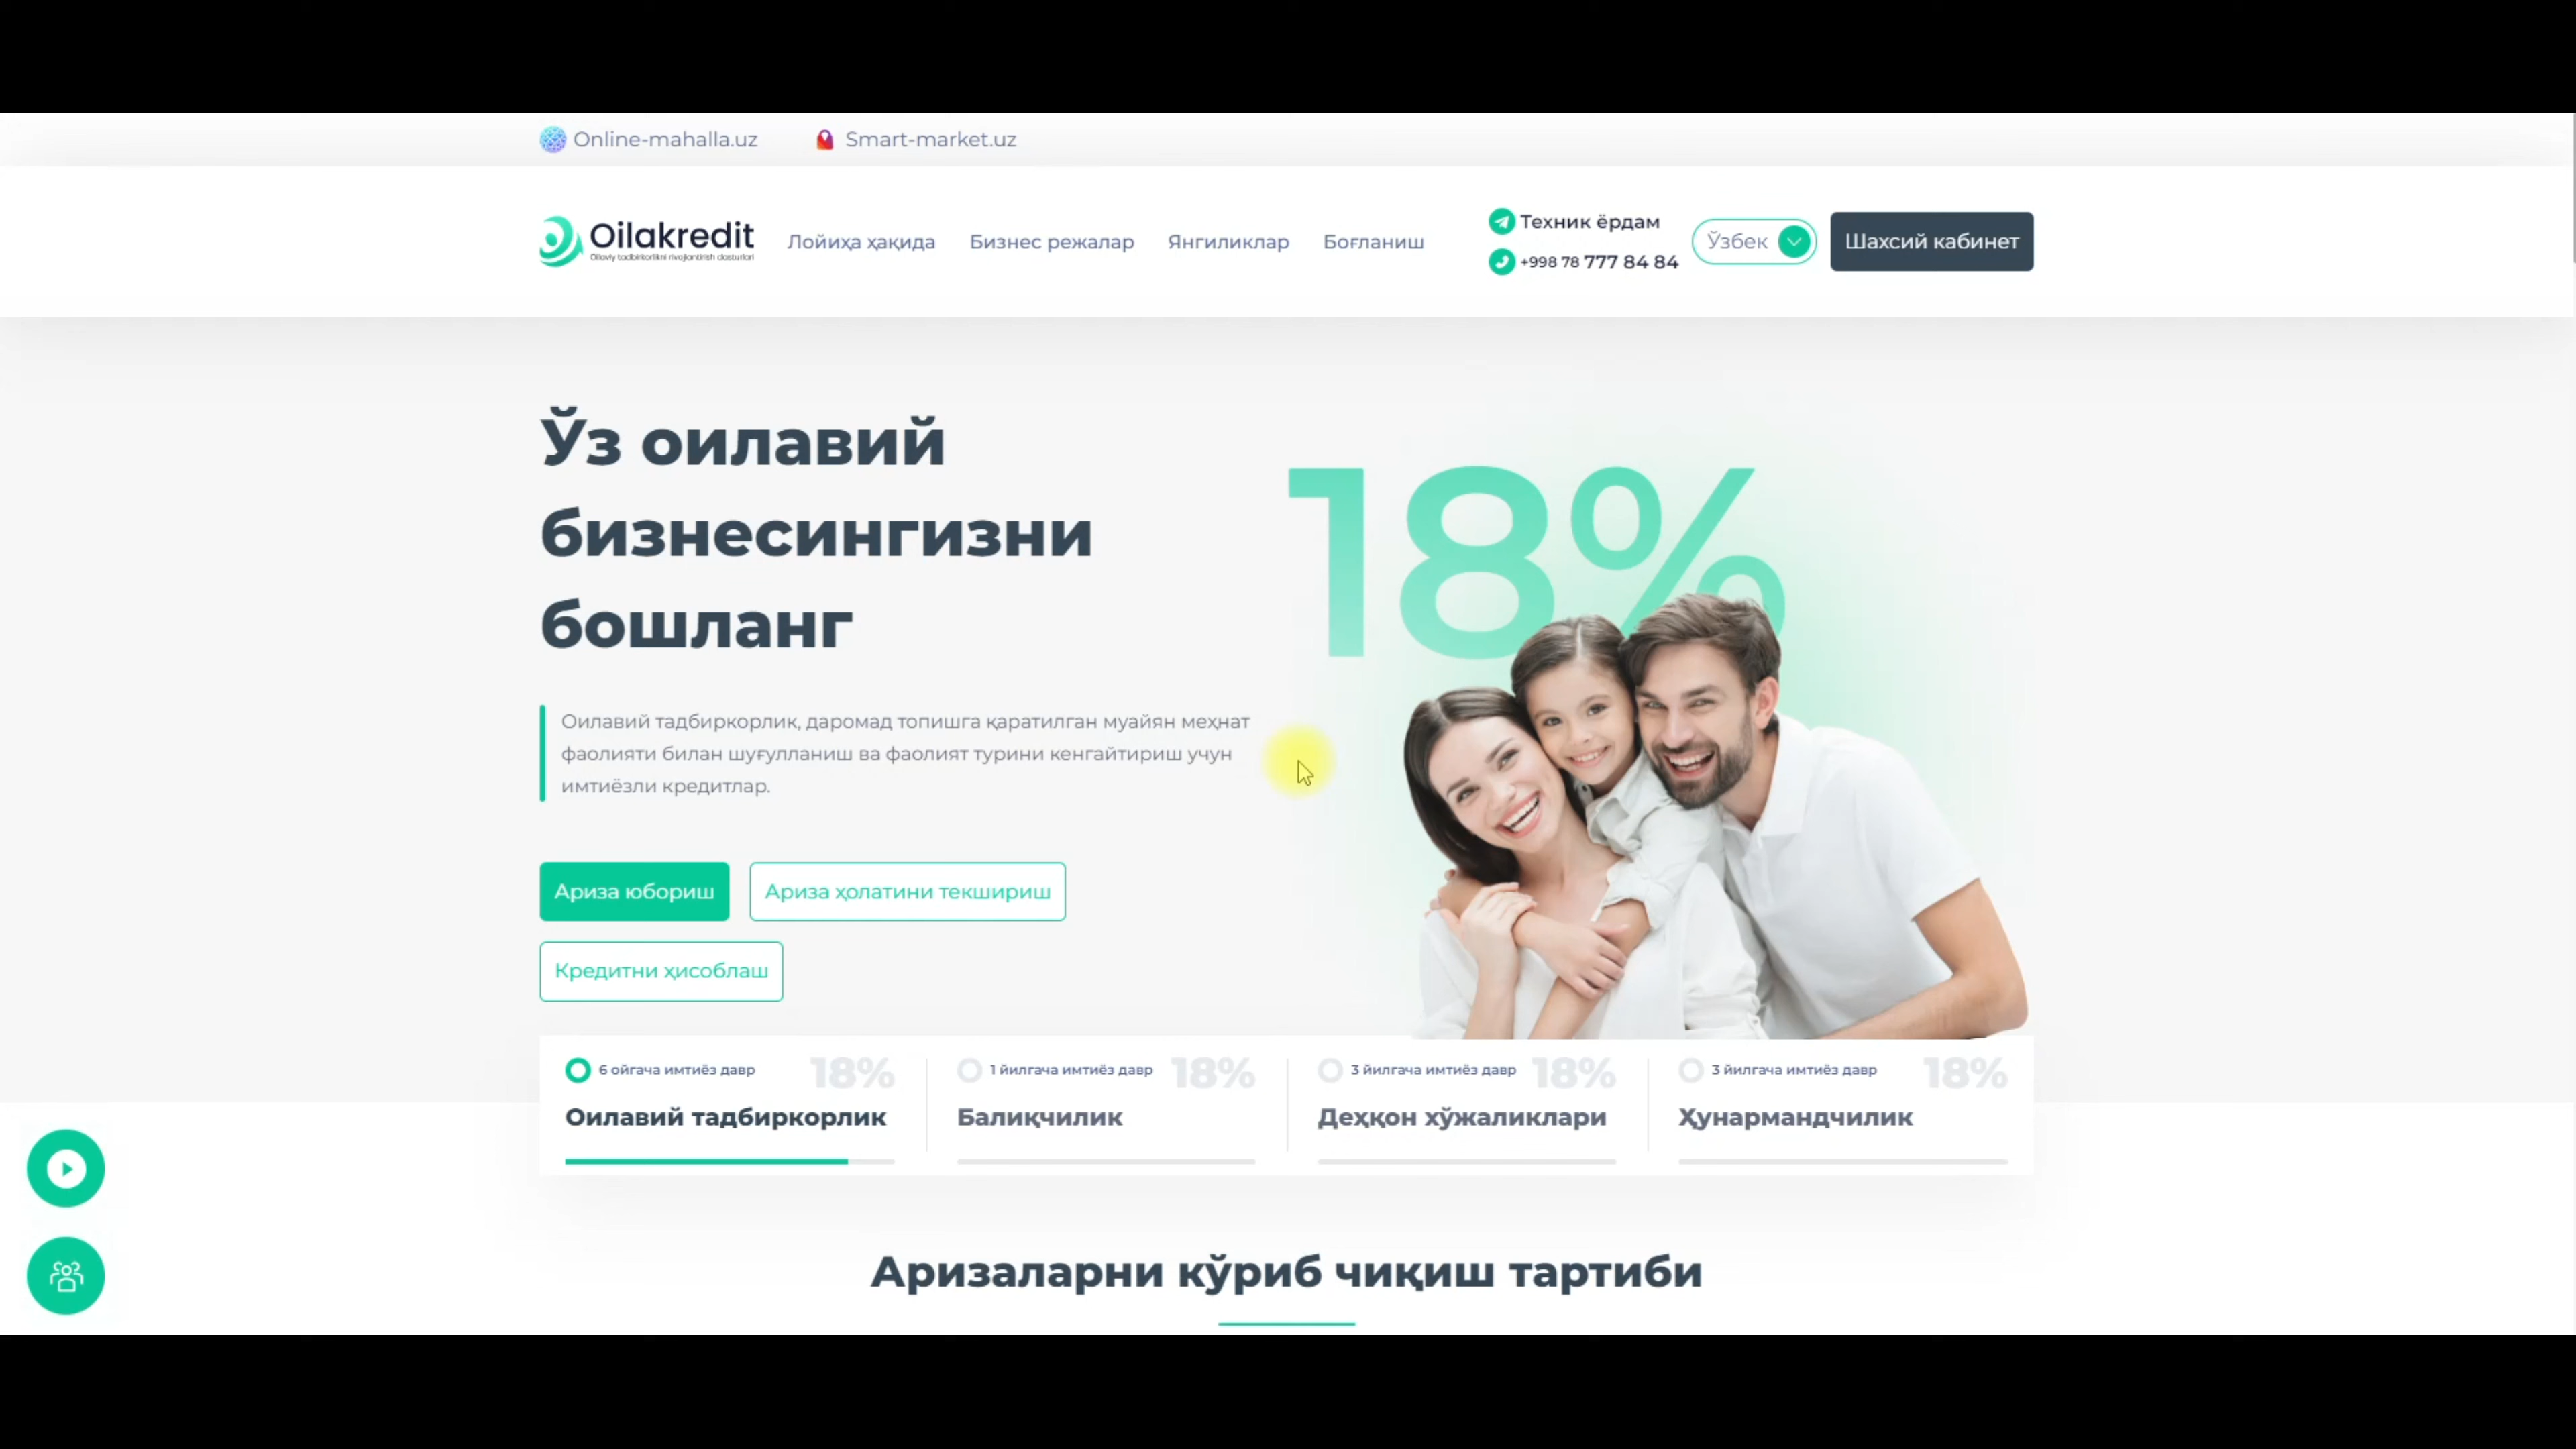 Online-mahalla.uz
Smart-market.uz
Oilakredit
Oilaviy tadbirkorlikni rivojlantirish dasturlari
Лойиҳа ҳақида
Бизнес режалар
Янгиликлар
Боғланиш
Техник ёрдам
+998 78 777 84 84
Ўзбек
Шахсий кабинет
Ўз оилавий
бизнесингизни
бошланг
18%
Оилавий тадбиркорлик, даромад топишга қаратилган муайян меҳнат
фаолияти билан шуғулланиш ва фаолият турини кенгайтириш учун
имтиёзли кредитлар.
Ариза юбориш
Ариза ҳолатини текшириш
Кредитни ҳисоблаш
6 ойгача имтиёз давр
18%
Оилавий тадбиркорлик
1 йилгача имтиёз давр
18%
Балиқчилик
3 йилгача имтиёз давр
18%
Деҳқон хўжаликлари
3 йилгача имтиёз давр
18%
Ҳунармандчилик
Аризаларни кўриб чиқиш тартиби